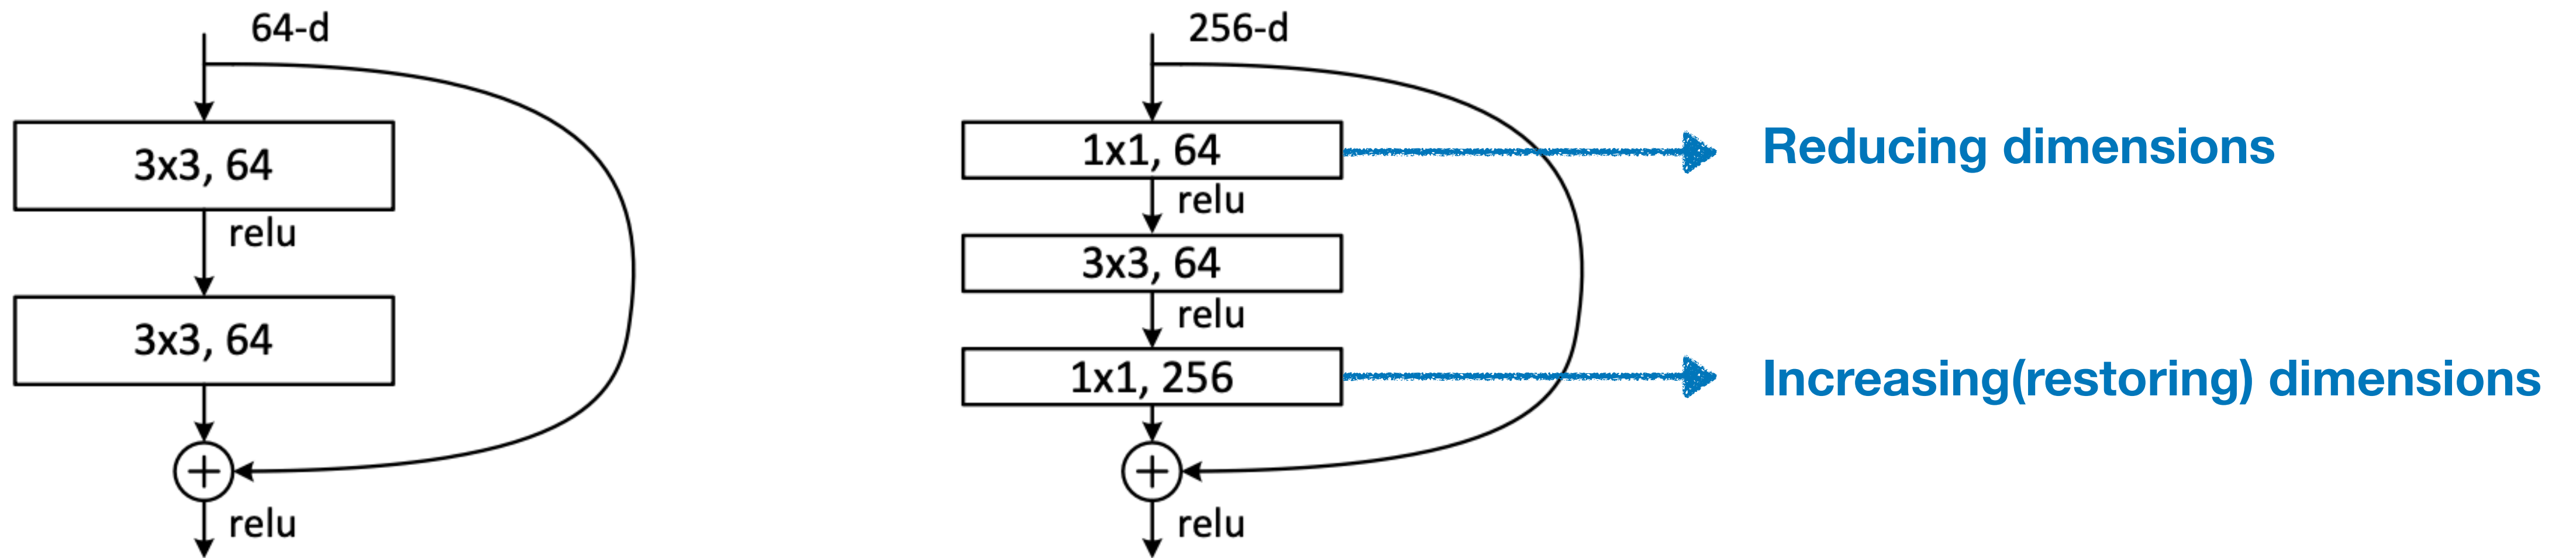 64-d
3x3, 64
relu
3x3, 64
relu
256-d
1x1, 64
relu
3x3, 64
relu
1x1, 256
relu
Reducing dimensions
Increasing(restoring) dimensions